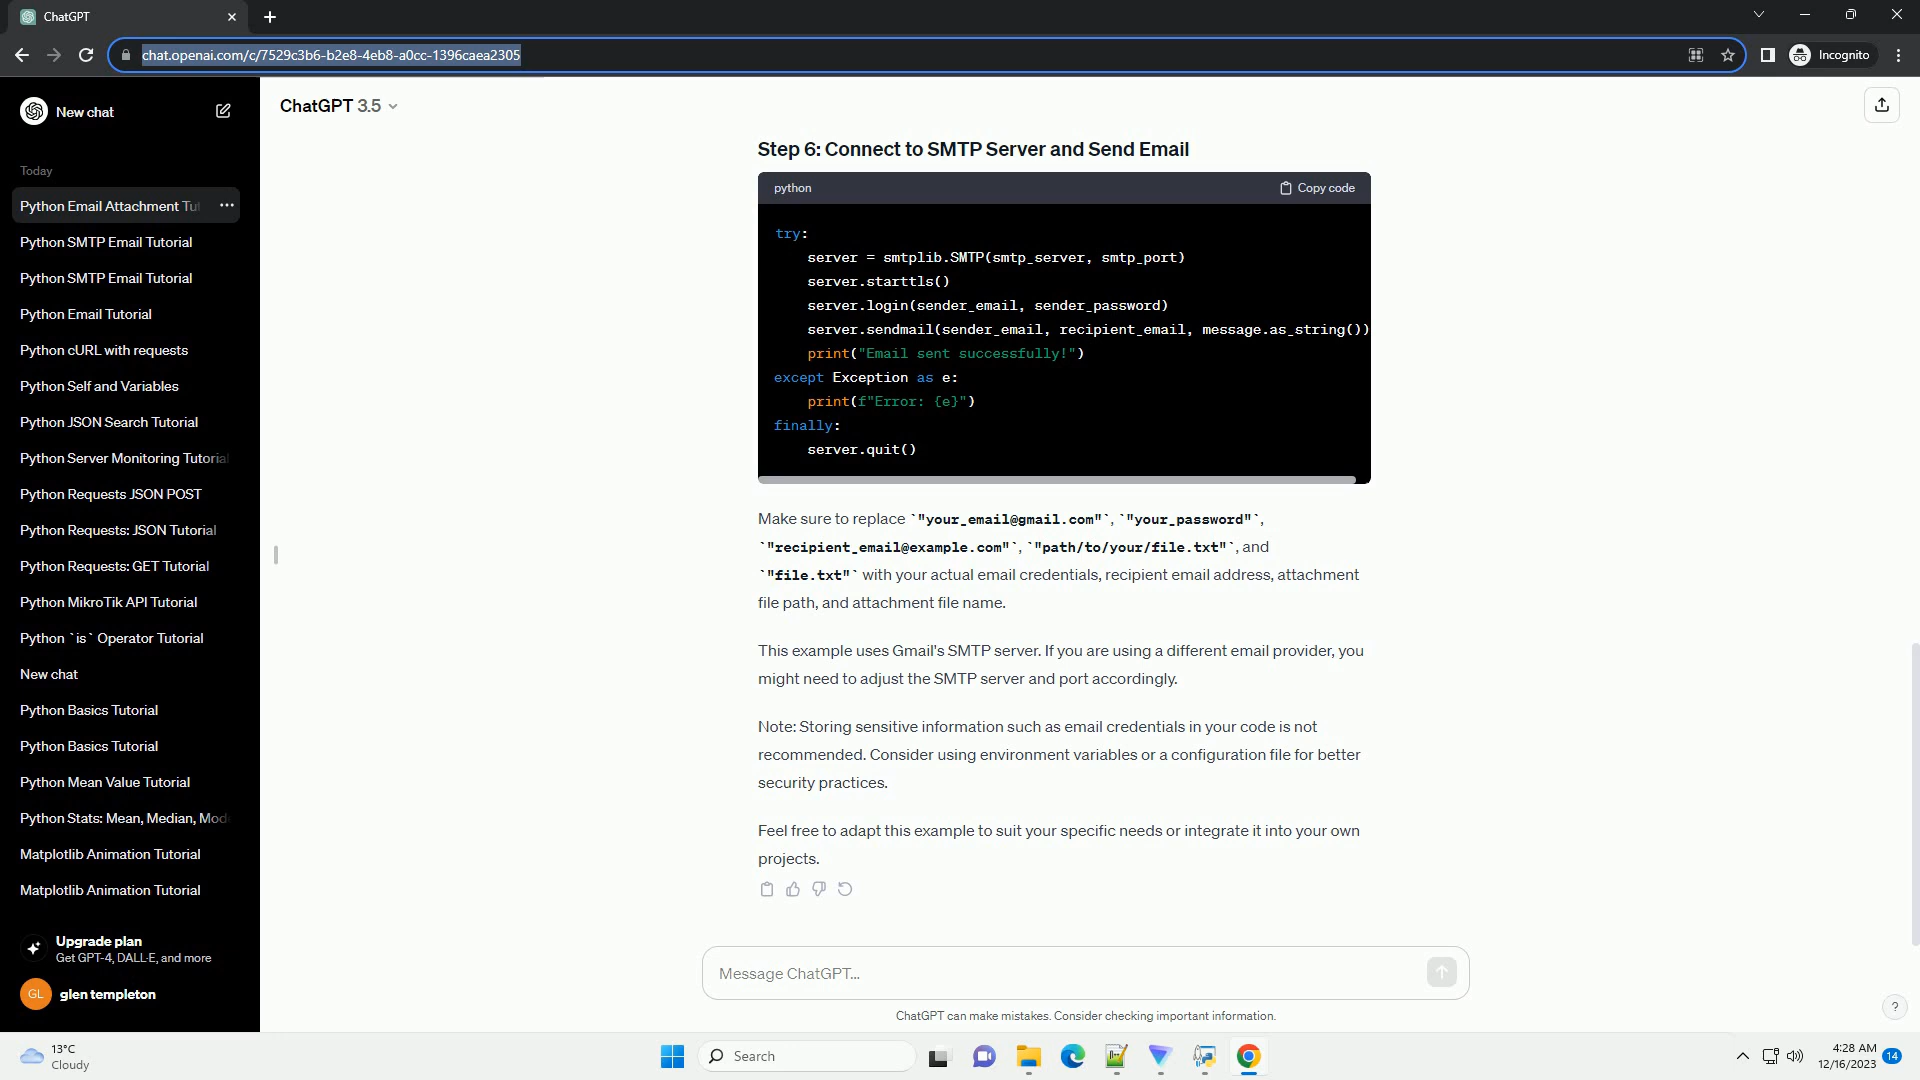 ChatGPT
chat.openai.com/c/7529c3b6-b2e8-4eb8-a0cc-1396caea2305
Incognito
New chat
ChatGPT 3.5
Today
Python Email Attachment Tu
Python SMTP Email Tutorial
Python SMTP Email Tutorial
Python Email Tutorial
Python cURL with requests
Python Self and Variables
Python JSON Search Tutorial
Python Server Monitoring Tutorial
Python Requests JSON POST
Python Requests: JSON Tutorial
Python Requests: GET Tutorial
Python MikroTik API Tutorial
Python `is` Operator Tutorial
New chat
Python Basics Tutorial
Python Basics Tutorial
Python Mean Value Tutorial
Python Stats: Mean, Median, Mod
Matplotlib Animation Tutorial
Matplotlib Animation Tutorial
Upgrade plan
Get GPT-4, DALL·E, and more
GL glen templeton
Step 6: Connect to SMTP Server and Send Email
python Copy code
try:
    server = smtplib.SMTP(smtp_server, smtp_port)
    server.starttls()
    server.login(sender_email, sender_password)
    server.sendmail(sender_email, recipient_email, message.as_string())
    print("Email sent successfully!")
except Exception as e:
    print(f"Error: {e}")
finally:
    server.quit()
Make sure to replace `"your_email@gmail.com"`, `"your_password"`,
`"recipient_email@example.com"`, `"path/to/your/file.txt"`, and
`"file.txt"` with your actual email credentials, recipient email address, attachment
file path, and attachment file name.
This example uses Gmail's SMTP server. If you are using a different email provider, you
might need to adjust the SMTP server and port accordingly.
Note: Storing sensitive information such as email credentials in your code is not
recommended. Consider using environment variables or a configuration file for better
security practices.
Feel free to adapt this example to suit your specific needs or integrate it into your own
projects.
Message ChatGPT...
ChatGPT can make mistakes. Consider checking important information.
?
13°C
Cloudy
Search
4:28 AM
12/16/2023
14